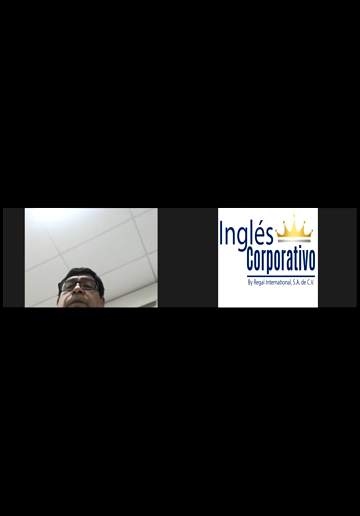 Inglés
Corporativo
By Regal International, S.A. de C.V.